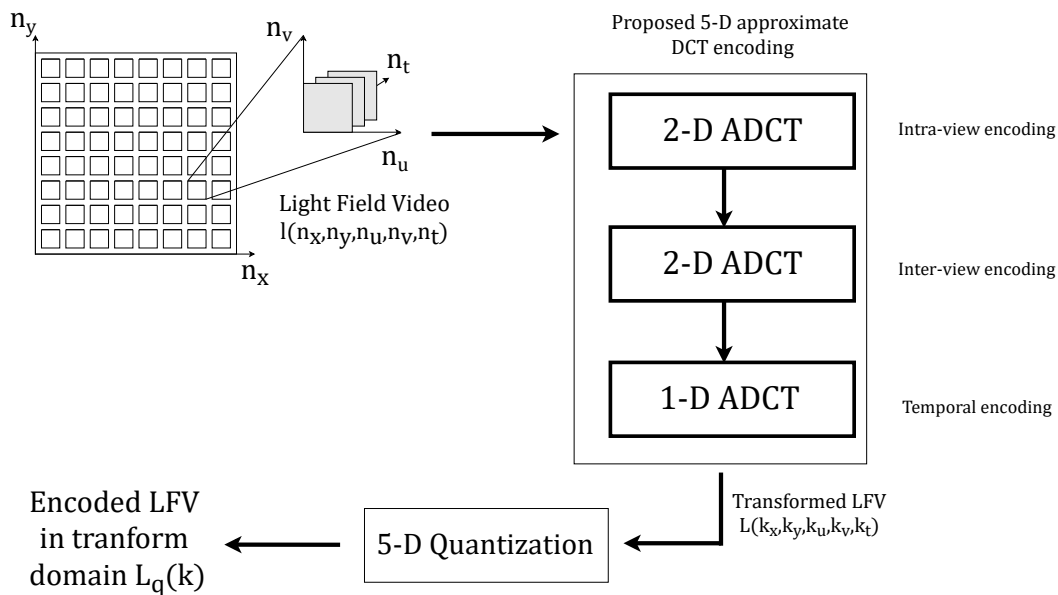 n_y
n_v
n_t
n_u
n_x
Light Field Video
l(n_x,n_y,n_u,n_v,n_t)
Proposed 5-D approximate
DCT encoding
2-D ADCT
Intra-view encoding
2-D ADCT
Inter-view encoding
1-D ADCT
Temporal encoding
Transformed LFV
L(k_x,k_y,k_u,k_v,k_t)
5-D Quantization
Encoded LFV
in tranform
domain L_q(k)